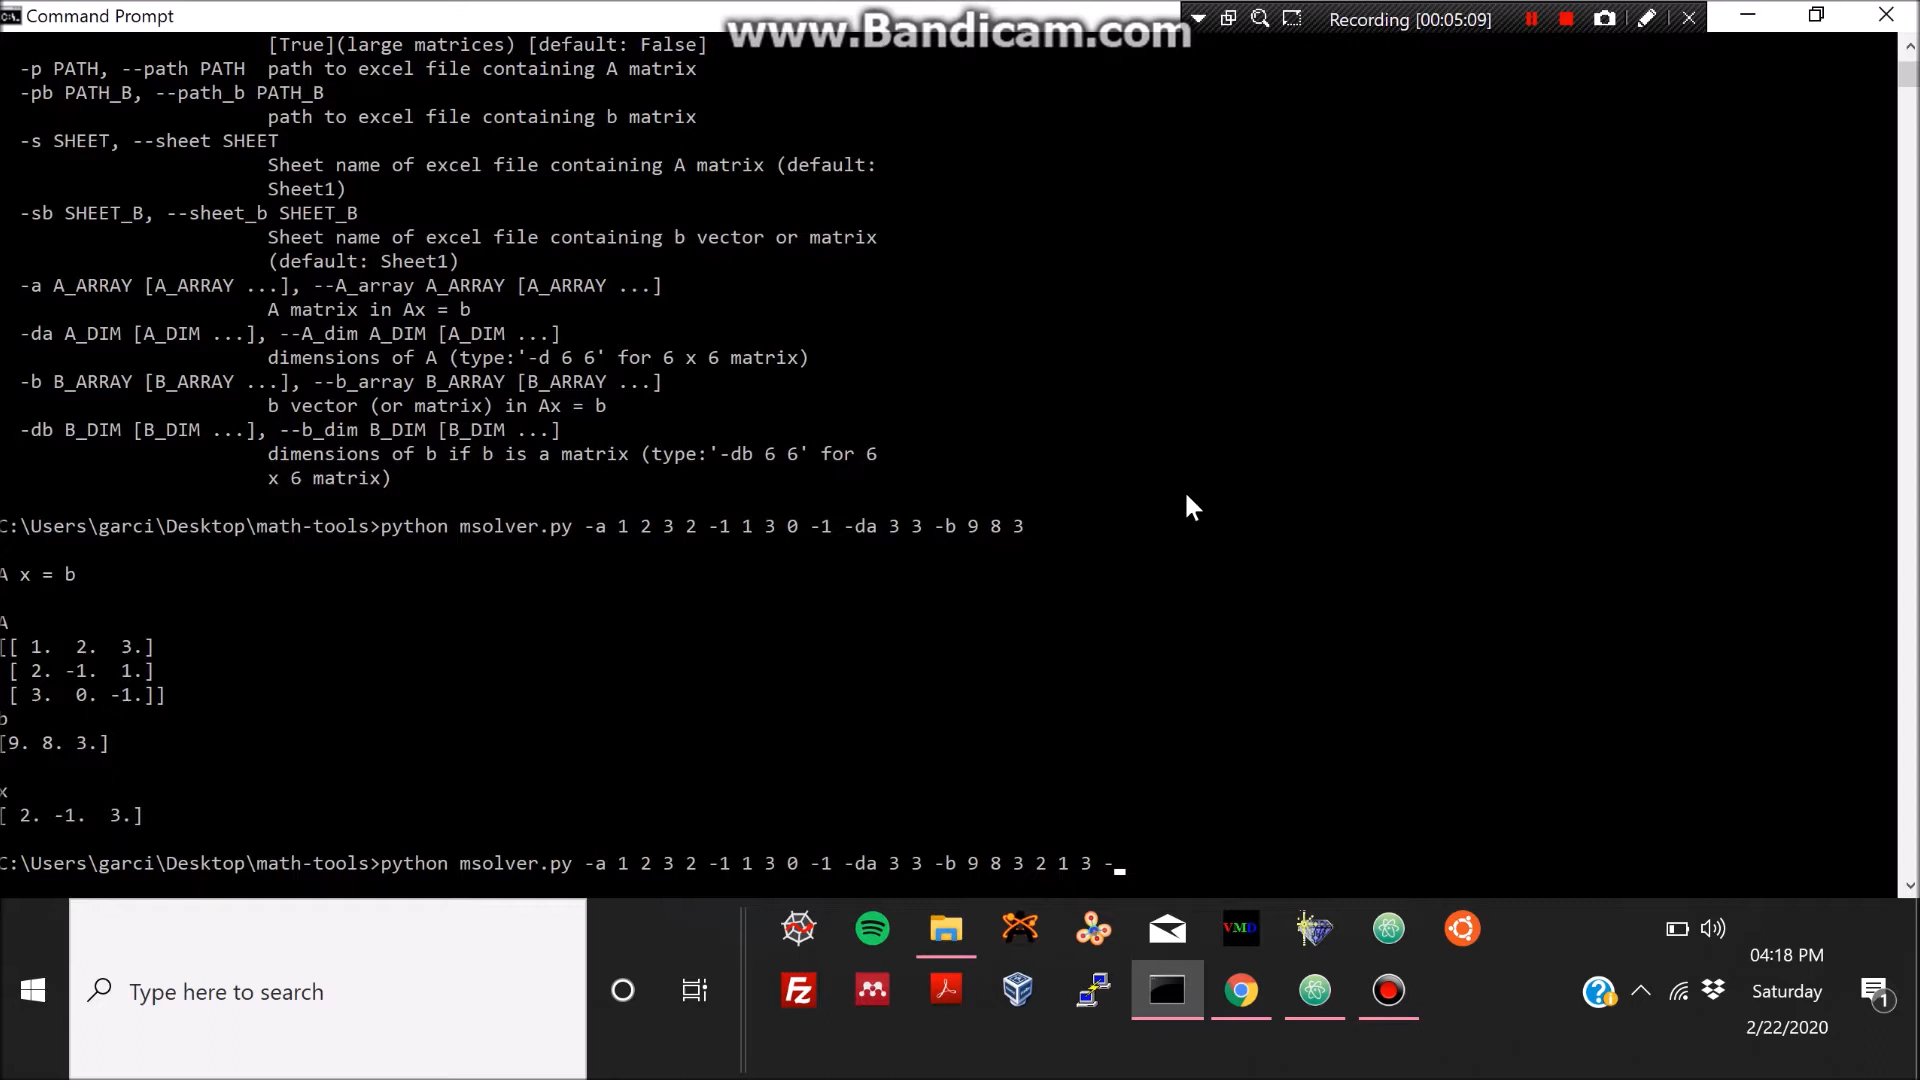 Command Prompt
www.Bandicam.com
Recording [00:05:09]
[True](large matrices) [default: False]
-p PATH, --path PATH  path to excel file containing A matrix
-pb PATH_B, --path_b PATH_B
path to excel file containing b matrix
-s SHEET, --sheet SHEET
Sheet name of excel file containing A matrix (default:
Sheet1)
-sb SHEET_B, --sheet_b SHEET_B
Sheet name of excel file containing b vector or matrix
(default: Sheet1)
-a A_ARRAY [A_ARRAY ...], --A_array A_ARRAY [A_ARRAY ...]
A matrix in Ax = b
-da A_DIM [A_DIM ...], --A_dim A_DIM [A_DIM ...]
dimensions of A (type:'-d 6 6' for 6 x 6 matrix)
-b B_ARRAY [B_ARRAY ...], --b_array B_ARRAY [B_ARRAY ...]
b vector (or matrix) in Ax = b
-db B_DIM [B_DIM ...], --b_dim B_DIM [B_DIM ...]
dimensions of b if b is a matrix (type:'-db 6 6' for 6
x 6 matrix)
C:\Users\garci\Desktop\math-tools>python msolver.py -a 1 2 3 2 -1 1 3 0 -1 -da 3 3 -b 9 8 3
A x = b
A
[[ 1.  2.  3.]
[ 2. -1.  1.]
[ 3.  0. -1.]]
b
[9. 8. 3.]
x
[ 2. -1.  3.]
C:\Users\garci\Desktop\math-tools>python msolver.py -a 1 2 3 2 -1 1 3 0 -1 -da 3 3 -b 9 8 3 2 1 3 -_
VMD
04:18 PM
Type here to search
Fz
Saturday
1
2/22/2020